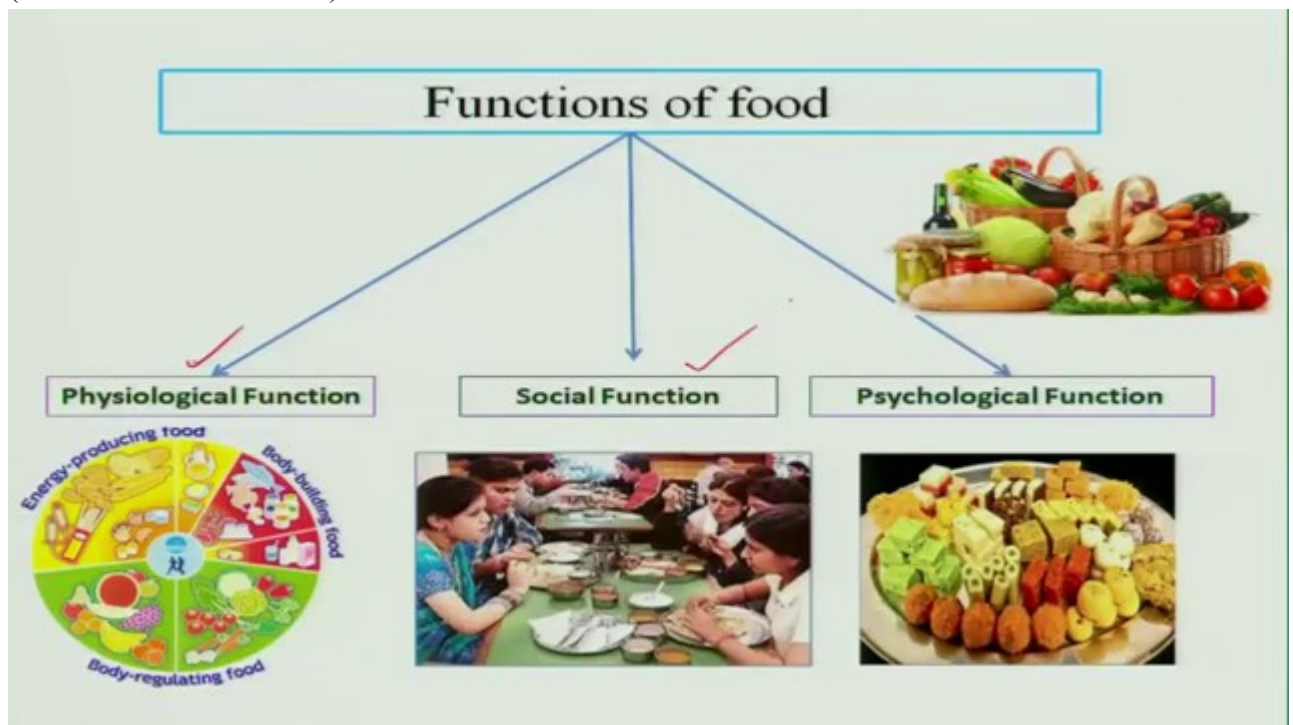 Functions of food
Physiological Function
Social Function
Psychological Function
Energy-producing food
Body-building food
Body-regulating food